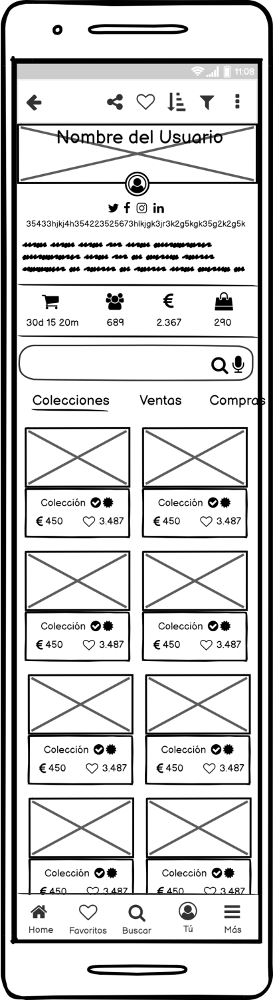 11:08
Nombre del Usuario
35433hjkj4h354223525673hlkjgk3jr3k2g5kgk35g2k2g5k
30d 15 20m 689 2.367 290
Colecciones Ventas Compras
Colección Colección
€ 450 3.487 € 450 3.487
Colección Colección
€ 450 3.487 € 450 3.487
Colección Colección
€ 450 3.487 € 450 3.487
Colección Colección
€ 450 3.487 € 450 3.487
Home Favoritos Buscar Tú Más